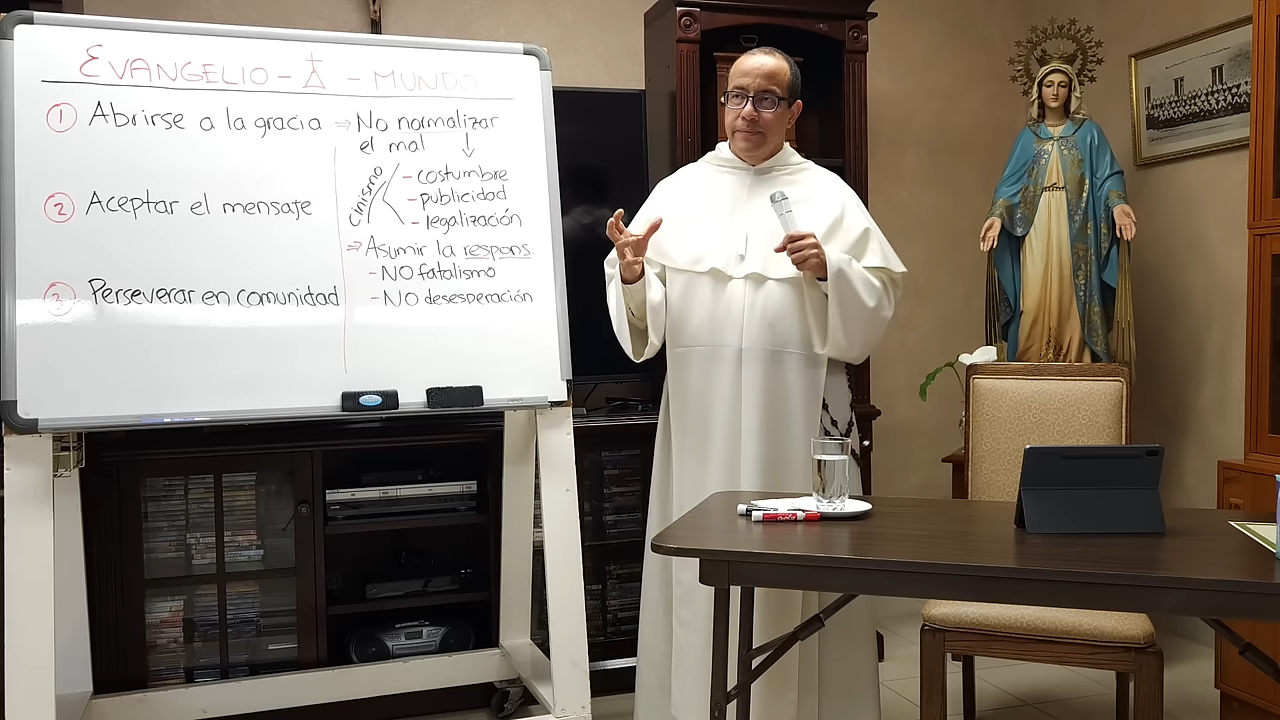 EVANGELIO - - MUNDO
1 Abrirse a la gracia
2 Aceptar el mensaje
3 Perseverar en comunidad
⇒ No normalizar
el mal
cinismo
- costumbre
- publicidad
- legalización
⇒ Asumir la respons.
- NO fatalismo
- NO desesperación